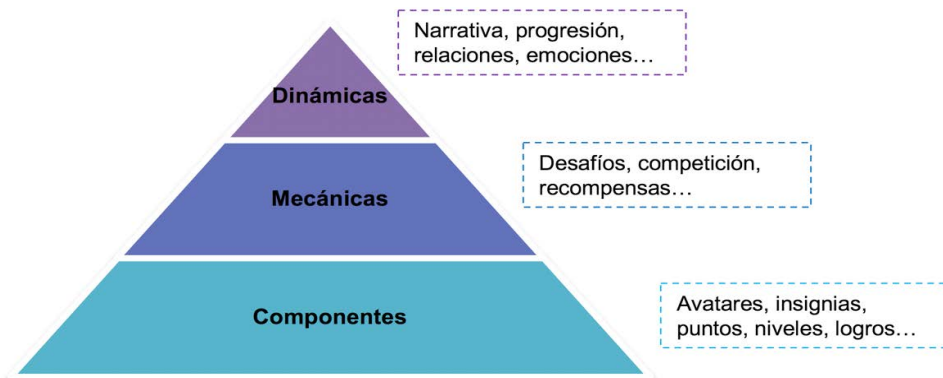 Narrativa, progresión,
relaciones, emociones…
Dinámicas
Desafíos, competición,
recompensas…
Mecánicas
Avatares, insignias,
puntos, niveles, logros…
Componentes